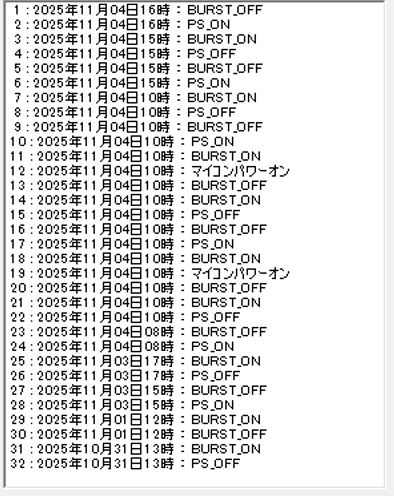 1：2025年11月04日16時：BURST_OFF
2：2025年11月04日16時：PS_ON
3：2025年11月04日15時：BURST_ON
4：2025年11月04日15時：PS_OFF
5：2025年11月04日15時：BURST_OFF
6：2025年11月04日15時：PS_ON
7：2025年11月04日10時：BURST_ON
8：2025年11月04日10時：PS_OFF
9：2025年11月04日10時：BURST_OFF
10：2025年11月04日10時：PS_ON
11：2025年11月04日10時：BURST_ON
12：2025年11月04日10時：マイコンパワーオン
13：2025年11月04日10時：BURST_OFF
14：2025年11月04日10時：BURST_ON
15：2025年11月04日10時：PS_OFF
16：2025年11月04日10時：BURST_OFF
17：2025年11月04日10時：PS_ON
18：2025年11月04日10時：BURST_ON
19：2025年11月04日10時：マイコンパワーオン
20：2025年11月04日10時：BURST_OFF
21：2025年11月04日10時：BURST_ON
22：2025年11月04日10時：PS_OFF
23：2025年11月04日08時：BURST_OFF
24：2025年11月04日08時：PS_ON
25：2025年11月03日17時：BURST_ON
26：2025年11月03日17時：PS_OFF
27：2025年11月03日15時：BURST_OFF
28：2025年11月03日15時：PS_ON
29：2025年11月01日12時：BURST_ON
30：2025年11月01日12時：BURST_OFF
31：2025年10月31日13時：BURST_ON
32：2025年10月31日13時：PS_OFF